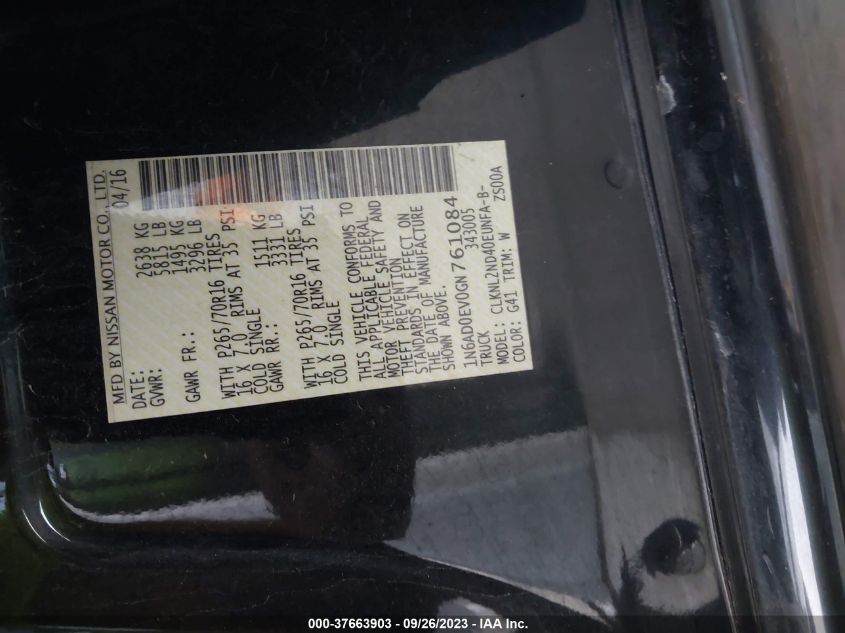 MFD BY NISSAN MOTOR CO., LTD.
DATE: 04/16
GVWR: 2638 KG
5815 LB
GAWR FR.: 1495 KG
3296 LB
WITH P265/70R16 TIRES
16 X 7.0 RIMS AT 35 PSI
COLD SINGLE
GAWR RR.: 1511 KG
3331 LB
WITH P265/70R16 TIRES
16 X 7.0 RIMS AT 35 PSI
COLD SINGLE
THIS VEHICLE CONFORMS TO
ALL APPLICABLE FEDERAL
MOTOR VEHICLE SAFETY AND
THEFT PREVENTION
STANDARDS IN EFFECT ON
THE DATE OF MANUFACTURE
SHOWN ABOVE.
1N6AD0EV0GN761084
TRUCK 343005
MODEL: CLKNL2ND40EUNFA-B-
COLOR: G41 TRIM: W ZS00A
000-37663903 / 09/26/2023 - IAA Inc.